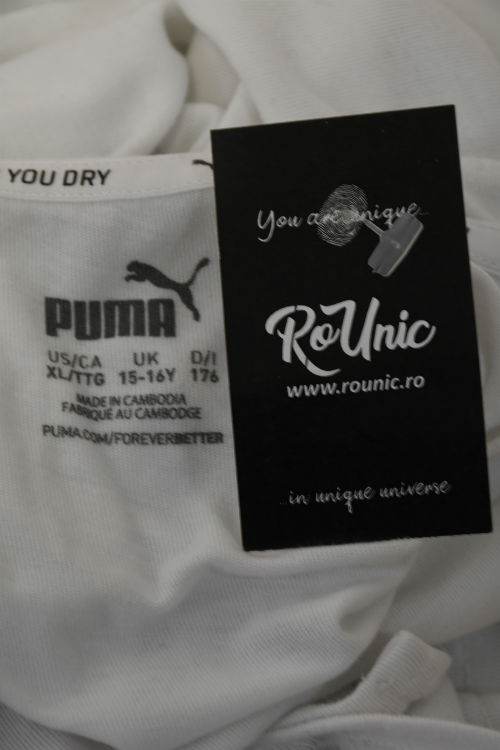 YOU DRY
PUMA
US/CA UK D/I
XL/TTG 15-16Y 176
MADE IN CAMBODIA
FABRIQUÉ AU CAMBODGE
PUMA.COM/FOREVERBETTER
You are unique...
RoUnic
www.rounic.ro
...in unique universe